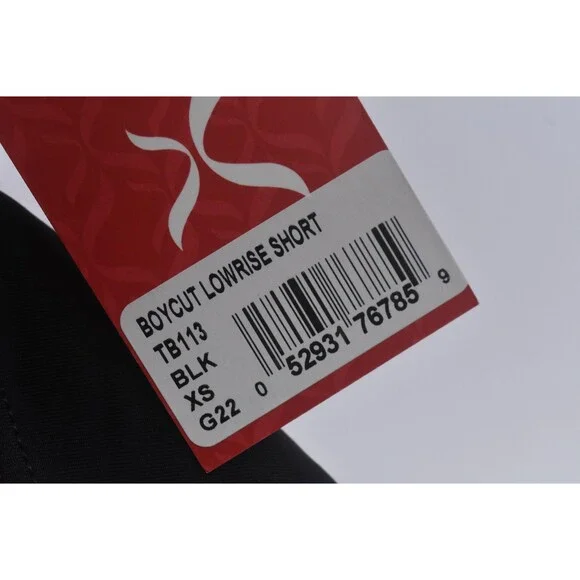 BOYCUT LOWRISE SHORT
TB113
BLK
XS
G22
0 52931 76785 9